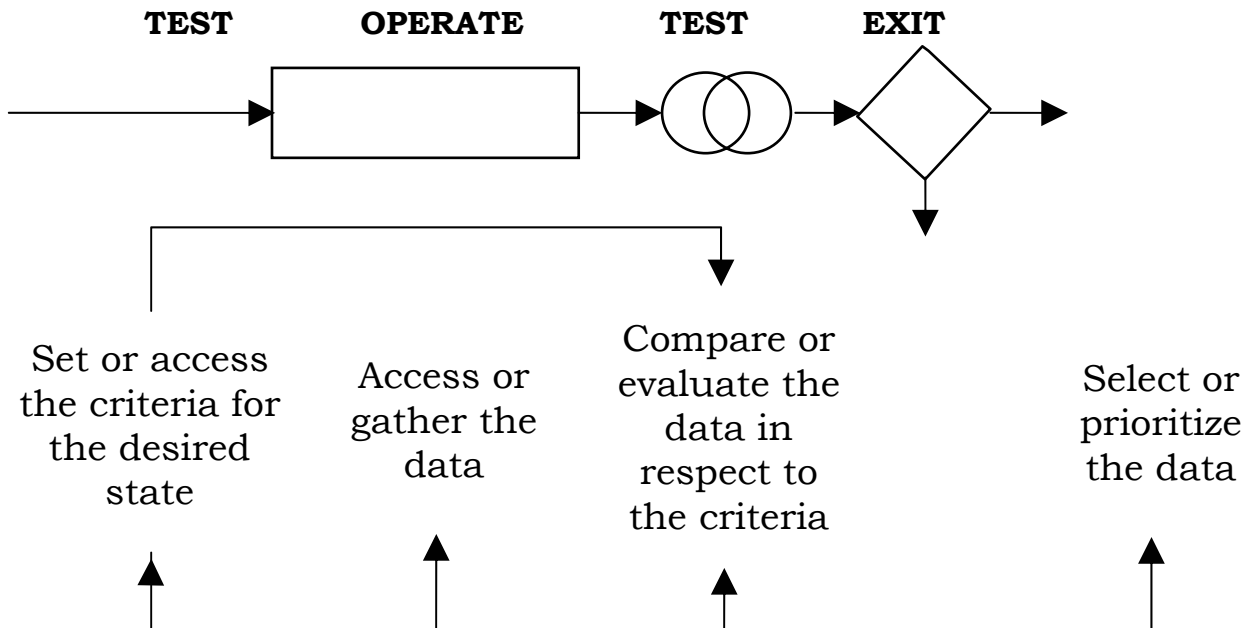 TEST OPERATE TEST EXIT
Set or access
the criteria for
the desired
state
Access or
gather the
data
Compare or
evaluate the
data in
respect to
the criteria
Select or
prioritize
the data